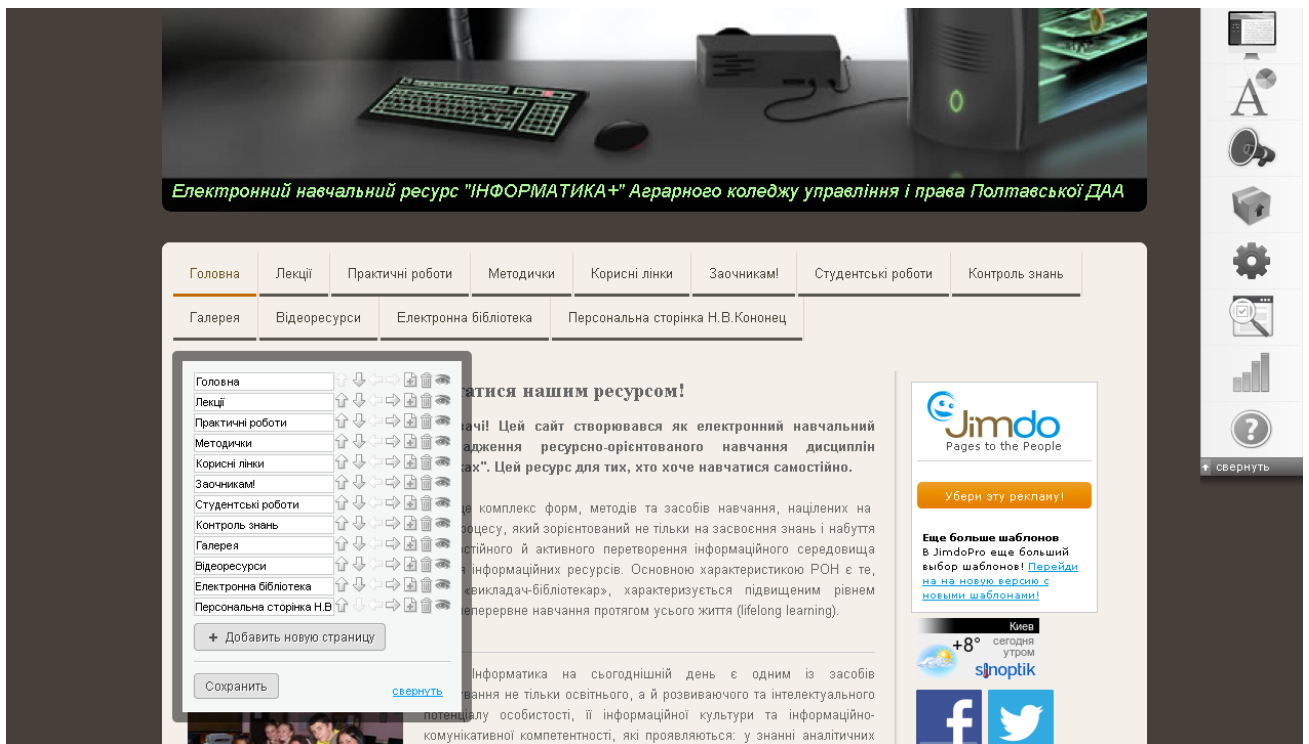 Електронний навчальний ресурс "ІНФОРМАТИКА+" Аграрного коледжу управління і права Полтавської ДАА
Головна Лекції Практичні роботи Методички Корисні лінки Заочникам! Студентські роботи Контроль знань
Галерея Відеоресурси Електронна бібліотека Персональна сторінка Н.В.Кононец
Головна
Лекції
Практичні роботи
Методички
Корисні лінки
Заочникам!
Студентські роботи
Контроль знань
Галерея
Відеоресурси
Електронна бібліотека
Персональна сторінка Н.В
+ Добавить новую страницу
Сохранить свернуть
нашим ресурсом!
Цей сайт створювався як електронний навчальний
ресурсно-орієнтованого навчання дисциплін
Цей ресурс для тих, хто хоче навчатися самостійно.
це комплекс форм, методів та засобів навчання, націлених на
який зорієнтований не тільки на засвоєння знань і набуття
й активного перетворення інформаційного середовища
інформаційних ресурсів. Основною характеристикою РОН є те,
«викладач-бібліотекар», характеризується підвищеним рівнем
навчання протягом усього життя (lifelong learning).
Інформатика на сьогоднішній день є одним із засобів
не тільки освітнього, а й розвиваючого та інтелектуального
потенціалу особистості, її інформаційної культури та інформаційно-
комунікативної компетентності, які проявляються: у знанні аналітичних
Jimdo
Pages to the People
Убери эту рекламу!
Еще больше шаблонов
В JimdoPro еще больший
выбор шаблонов! Перейди
на на новую версию с
новыми шаблонами!
Киев
+8° сегодня
утром
sinoptik
свернуть